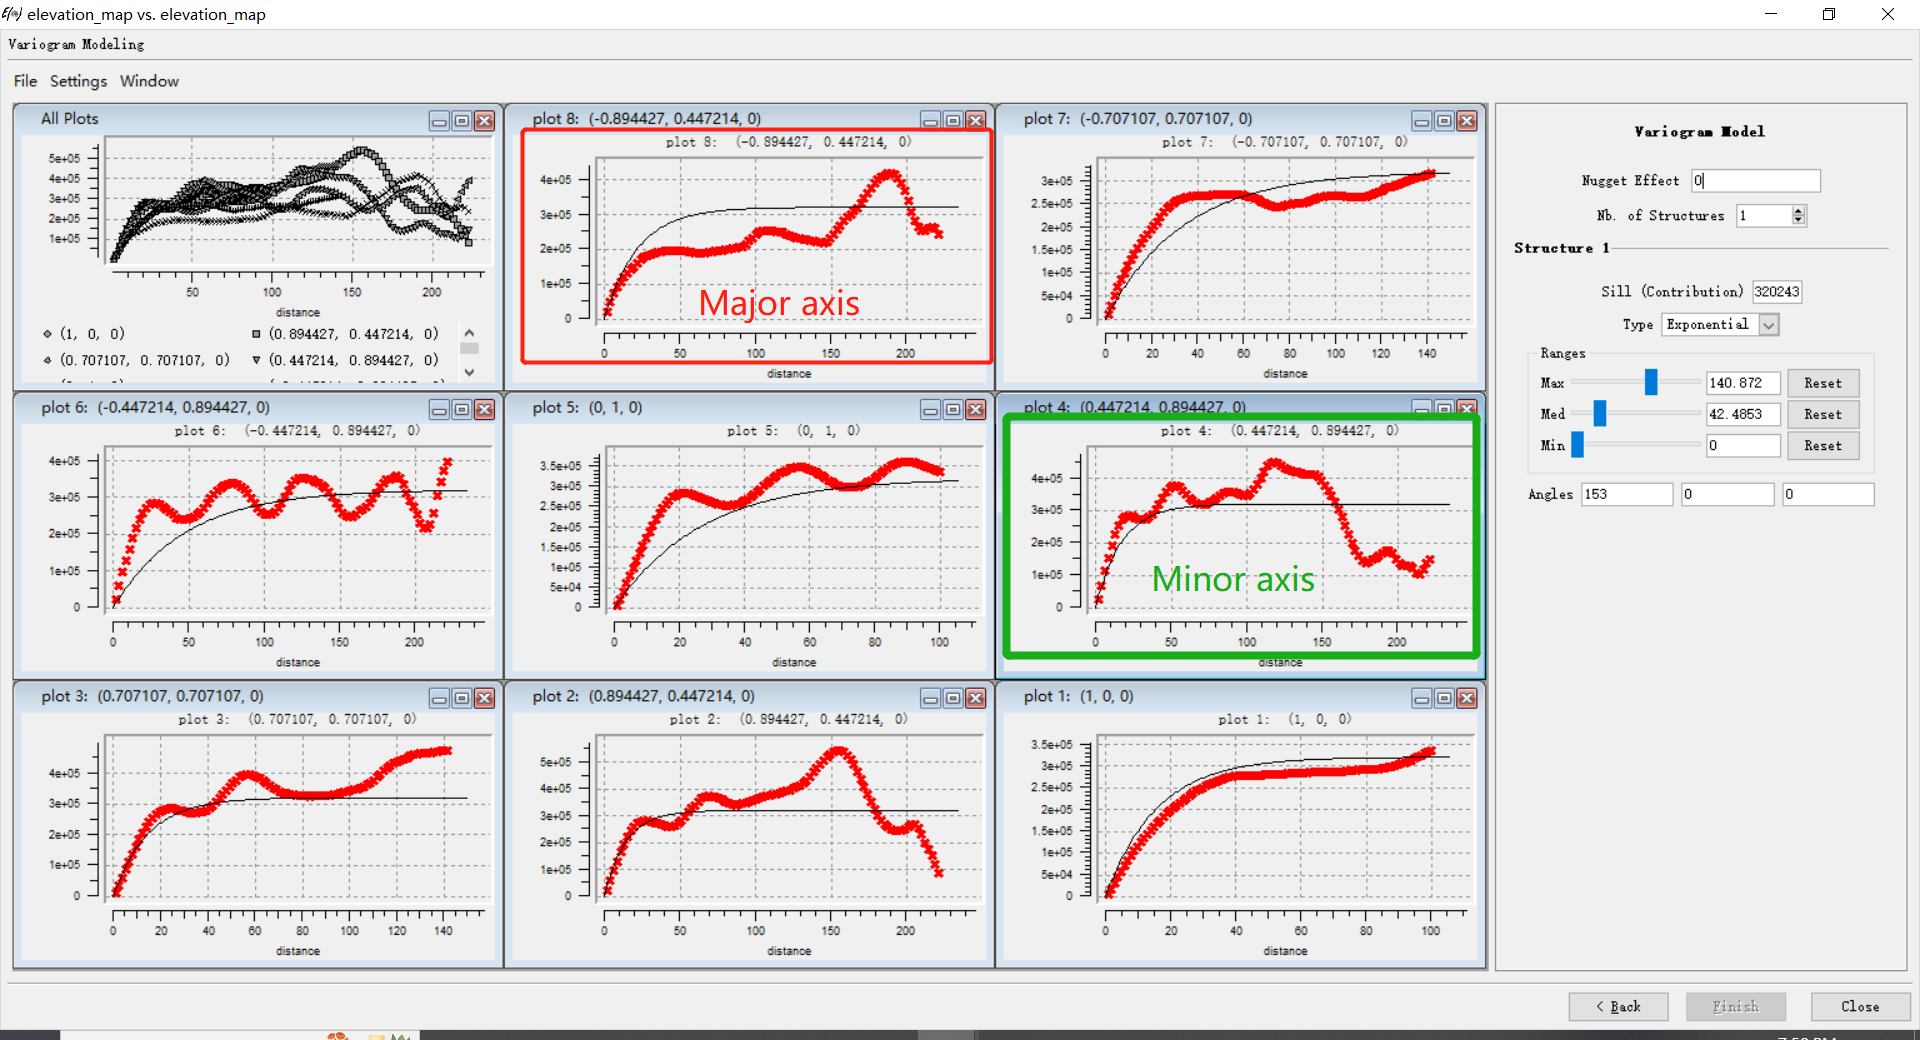 elevation_map vs. elevation_map
Variogram Modeling
File Settings Window
All Plots
5e+05
4e+05
3e+05
2e+05
1e+05
50 100 150 200
distance
(1, 0, 0) (0.894427, 0.447214, 0)
(0.707107, 0.707107, 0) (0.447214, 0.894427, 0)
plot 8: (-0.894427, 0.447214, 0)
plot 8: (-0.894427, 0.447214, 0)
4e+05
3e+05
2e+05
1e+05
0
Major axis
0 50 100 150 200
distance
plot 7: (-0.707107, 0.707107, 0)
plot 7: (-0.707107, 0.707107, 0)
3e+05
2.5e+05
2e+05
1.5e+05
1e+05
5e+04
0
0 20 40 60 80 100 120 140
distance
plot 6: (-0.447214, 0.894427, 0)
plot 6: (-0.447214, 0.894427, 0)
4e+05
3e+05
2e+05
1e+05
0
0 50 100 150 200
distance
plot 5: (0, 1, 0)
plot 5: (0, 1, 0)
3.5e+05
3e+05
2.5e+05
2e+05
1.5e+05
1e+05
5e+04
0
0 20 40 60 80 100
distance
plot 4: (0.447214, 0.894427, 0)
plot 4: (0.447214, 0.894427, 0)
4e+05
3e+05
2e+05
1e+05
0
Minor axis
0 50 100 150 200
distance
plot 3: (0.707107, 0.707107, 0)
plot 3: (0.707107, 0.707107, 0)
4e+05
3e+05
2e+05
1e+05
0
0 20 40 60 80 100 120 140
distance
plot 2: (0.894427, 0.447214, 0)
plot 2: (0.894427, 0.447214, 0)
5e+05
4e+05
3e+05
2e+05
1e+05
0
0 50 100 150 200
distance
plot 1: (1, 0, 0)
plot 1: (1, 0, 0)
3.5e+05
3e+05
2.5e+05
2e+05
1.5e+05
1e+05
5e+04
0
0 20 40 60 80 100
distance
Variogram Model
Nugget Effect 0
Nb. of Structures 1
Structure 1
Sill (Contribution) 320243
Type Exponential
Ranges
Max 140.872 Reset
Med 42.4853 Reset
Min 0 Reset
Angles 153 0 0
< Back Finish Close